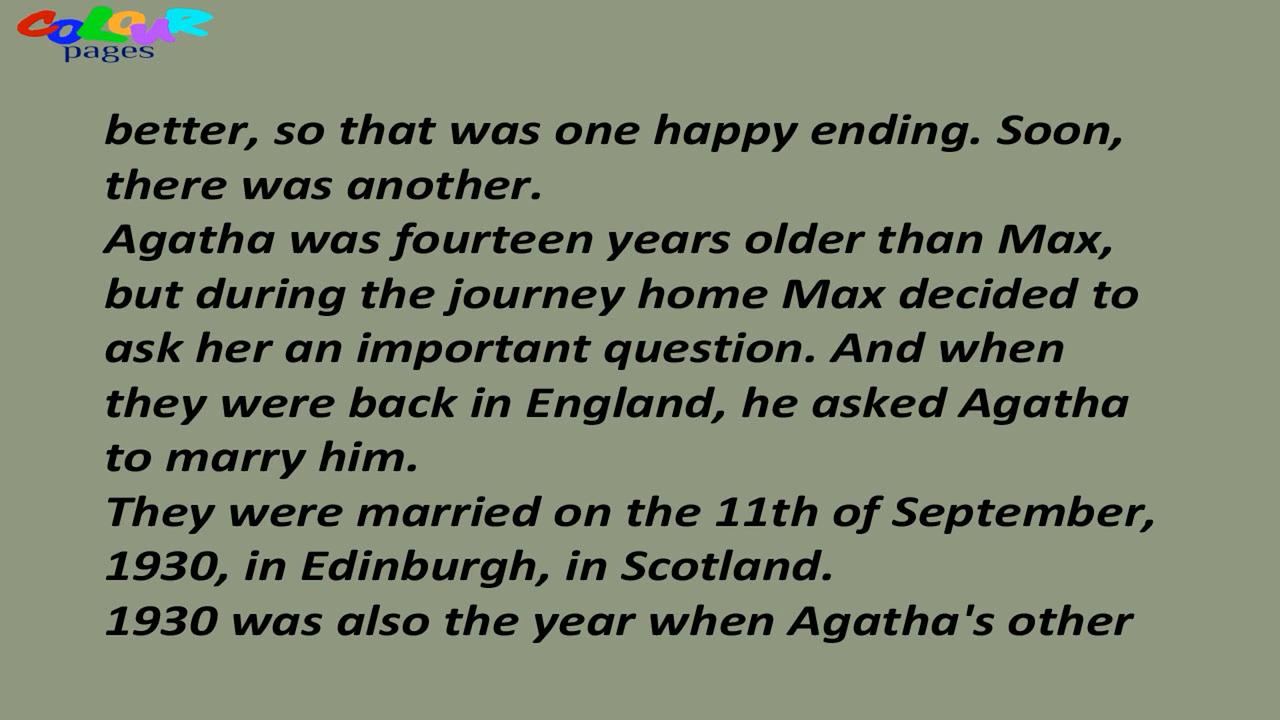 COLOUR
pages
better, so that was one happy ending. Soon,
there was another.
Agatha was fourteen years older than Max,
but during the journey home Max decided to
ask her an important question. And when
they were back in England, he asked Agatha
to marry him.
They were married on the 11th of September,
1930, in Edinburgh, in Scotland.
1930 was also the year when Agatha's other